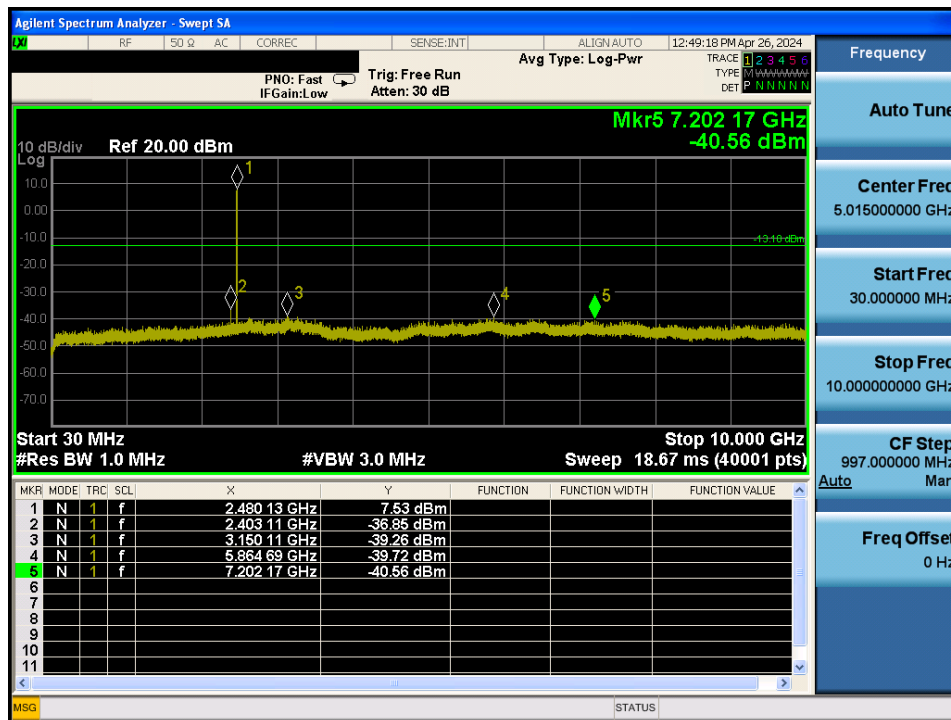 Agilent Spectrum Analyzer - Swept SA
LXI RF 50 Ω AC CORREC SENSE:INT ALIGN AUTO 12:49:18 PM Apr 26, 2024
Frequency
PNO: Fast Trig: Free Run Avg Type: Log-Pwr TRACE 1 2 3 4 5 6
IFGain:Low Atten: 30 dB TYPE M
DET P N N N N N
Auto Tune
Mkr5 7.202 17 GHz
-40.56 dBm
10 dB/div Ref 20.00 dBm
Log
10.0
0.00
-10.0
-20.0
-30.0
-40.0
-50.0
-60.0
-70.0
1
2
3
4
5
-13.10 dBm
Center Freq
5.015000000 GHz
Start Freq
30.000000 MHz
Stop Freq
10.000000000 GHz
Start 30 MHz Stop 10.000 GHz
#Res BW 1.0 MHz #VBW 3.0 MHz Sweep 18.67 ms (40001 pts)
CF Step
997.000000 MHz
Auto Man
MKR MODE TRC SCL X Y FUNCTION FUNCTION WIDTH FUNCTION VALUE
1 N 1 f 2.480 13 GHz 7.53 dBm
2 N 1 f 2.403 11 GHz -36.85 dBm
3 N 1 f 3.150 11 GHz -39.26 dBm
4 N 1 f 5.864 69 GHz -39.72 dBm
5 N 1 f 7.202 17 GHz -40.56 dBm
6
7
8
9
10
11
Freq Offset
0 Hz
MSG STATUS